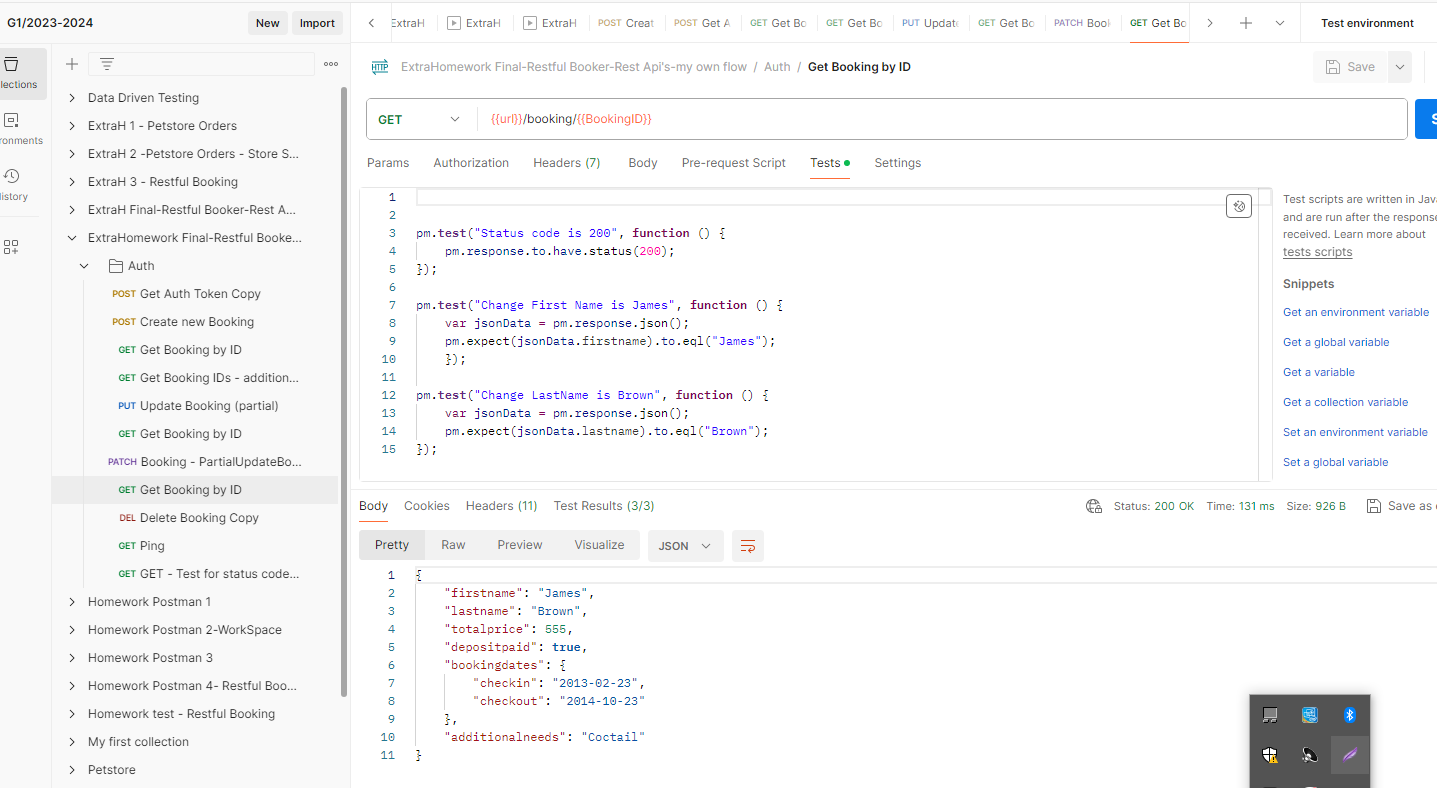 G1/2023-2024
New
Import
ExtraH
ExtraH
ExtraH
POST Creat
POST Get A
GET Get Bo
GET Get Bo
PUT Update
GET Get Bo
PATCH Book
GET Get Bo
Test environment
lections
ronments
istory
Data Driven Testing
ExtraH 1 - Petstore Orders
ExtraH 2 -Petstore Orders - Store S...
ExtraH 3 - Restful Booking
ExtraH Final-Restful Booker-Rest A...
ExtraHomework Final-Restful Booke...
Auth
POST Get Auth Token Copy
POST Create new Booking
GET Get Booking by ID
GET Get Booking IDs - addition...
PUT Update Booking (partial)
GET Get Booking by ID
PATCH Booking - PartialUpdateBo...
GET Get Booking by ID
DEL Delete Booking Copy
GET Ping
GET GET - Test for status code...
Homework Postman 1
Homework Postman 2-WorkSpace
Homework Postman 3
Homework Postman 4- Restful Boo...
Homework test - Restful Booking
My first collection
Petstore
HTTP ExtraHomework Final-Restful Booker-Rest Api's-my own flow / Auth / Get Booking by ID
Save
GET
{{url}}/booking/{{BookingID}}
Params
Authorization
Headers (7)
Body
Pre-request Script
Tests
Settings
1
2
3 pm.test("Status code is 200", function () {
4 pm.response.to.have.status(200);
5 });
6
7 pm.test("Change First Name is James", function () {
8 var jsonData = pm.response.json();
9 pm.expect(jsonData.firstname).to.eql("James");
10 });
11
12 pm.test("Change LastName is Brown", function () {
13 var jsonData = pm.response.json();
14 pm.expect(jsonData.lastname).to.eql("Brown");
15 });
Test scripts are written in Java
and are run after the response
received. Learn more about
tests scripts
Snippets
Get an environment variable
Get a global variable
Get a variable
Get a collection variable
Set an environment variable
Set a global variable
Body
Cookies
Headers (11)
Test Results (3/3)
Status: 200 OK
Time: 131 ms
Size: 926 B
Save as
Pretty
Raw
Preview
Visualize
JSON
1 {
2 "firstname": "James",
3 "lastname": "Brown",
4 "totalprice": 555,
5 "depositpaid": true,
6 "bookingdates": {
7 "checkin": "2013-02-23",
8 "checkout": "2014-10-23"
9 },
10 "additionalneeds": "Coctail"
11 }